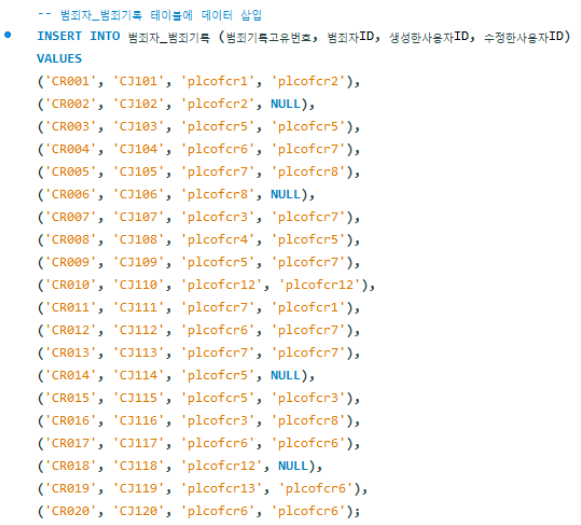 -- 범죄자_범죄기록 테이블에 데이터 삽입
INSERT INTO 범죄자_범죄기록 (범죄기록고유번호, 범죄자ID, 생성한사용자ID, 수정한사용자ID)
VALUES
('CR001', 'CJ101', 'plcofcr1', 'plcofcr2'),
('CR002', 'CJ102', 'plcofcr2', NULL),
('CR003', 'CJ103', 'plcofcr5', 'plcofcr5'),
('CR004', 'CJ104', 'plcofcr6', 'plcofcr7'),
('CR005', 'CJ105', 'plcofcr7', 'plcofcr8'),
('CR006', 'CJ106', 'plcofcr8', NULL),
('CR007', 'CJ107', 'plcofcr3', 'plcofcr7'),
('CR008', 'CJ108', 'plcofcr4', 'plcofcr5'),
('CR009', 'CJ109', 'plcofcr5', 'plcofcr7'),
('CR010', 'CJ110', 'plcofcr12', 'plcofcr12'),
('CR011', 'CJ111', 'plcofcr7', 'plcofcr1'),
('CR012', 'CJ112', 'plcofcr6', 'plcofcr7'),
('CR013', 'CJ113', 'plcofcr7', 'plcofcr7'),
('CR014', 'CJ114', 'plcofcr5', NULL),
('CR015', 'CJ115', 'plcofcr5', 'plcofcr3'),
('CR016', 'CJ116', 'plcofcr3', 'plcofcr8'),
('CR017', 'CJ117', 'plcofcr6', 'plcofcr6'),
('CR018', 'CJ118', 'plcofcr12', NULL),
('CR019', 'CJ119', 'plcofcr13', 'plcofcr6'),
('CR020', 'CJ120', 'plcofcr6', 'plcofcr6');